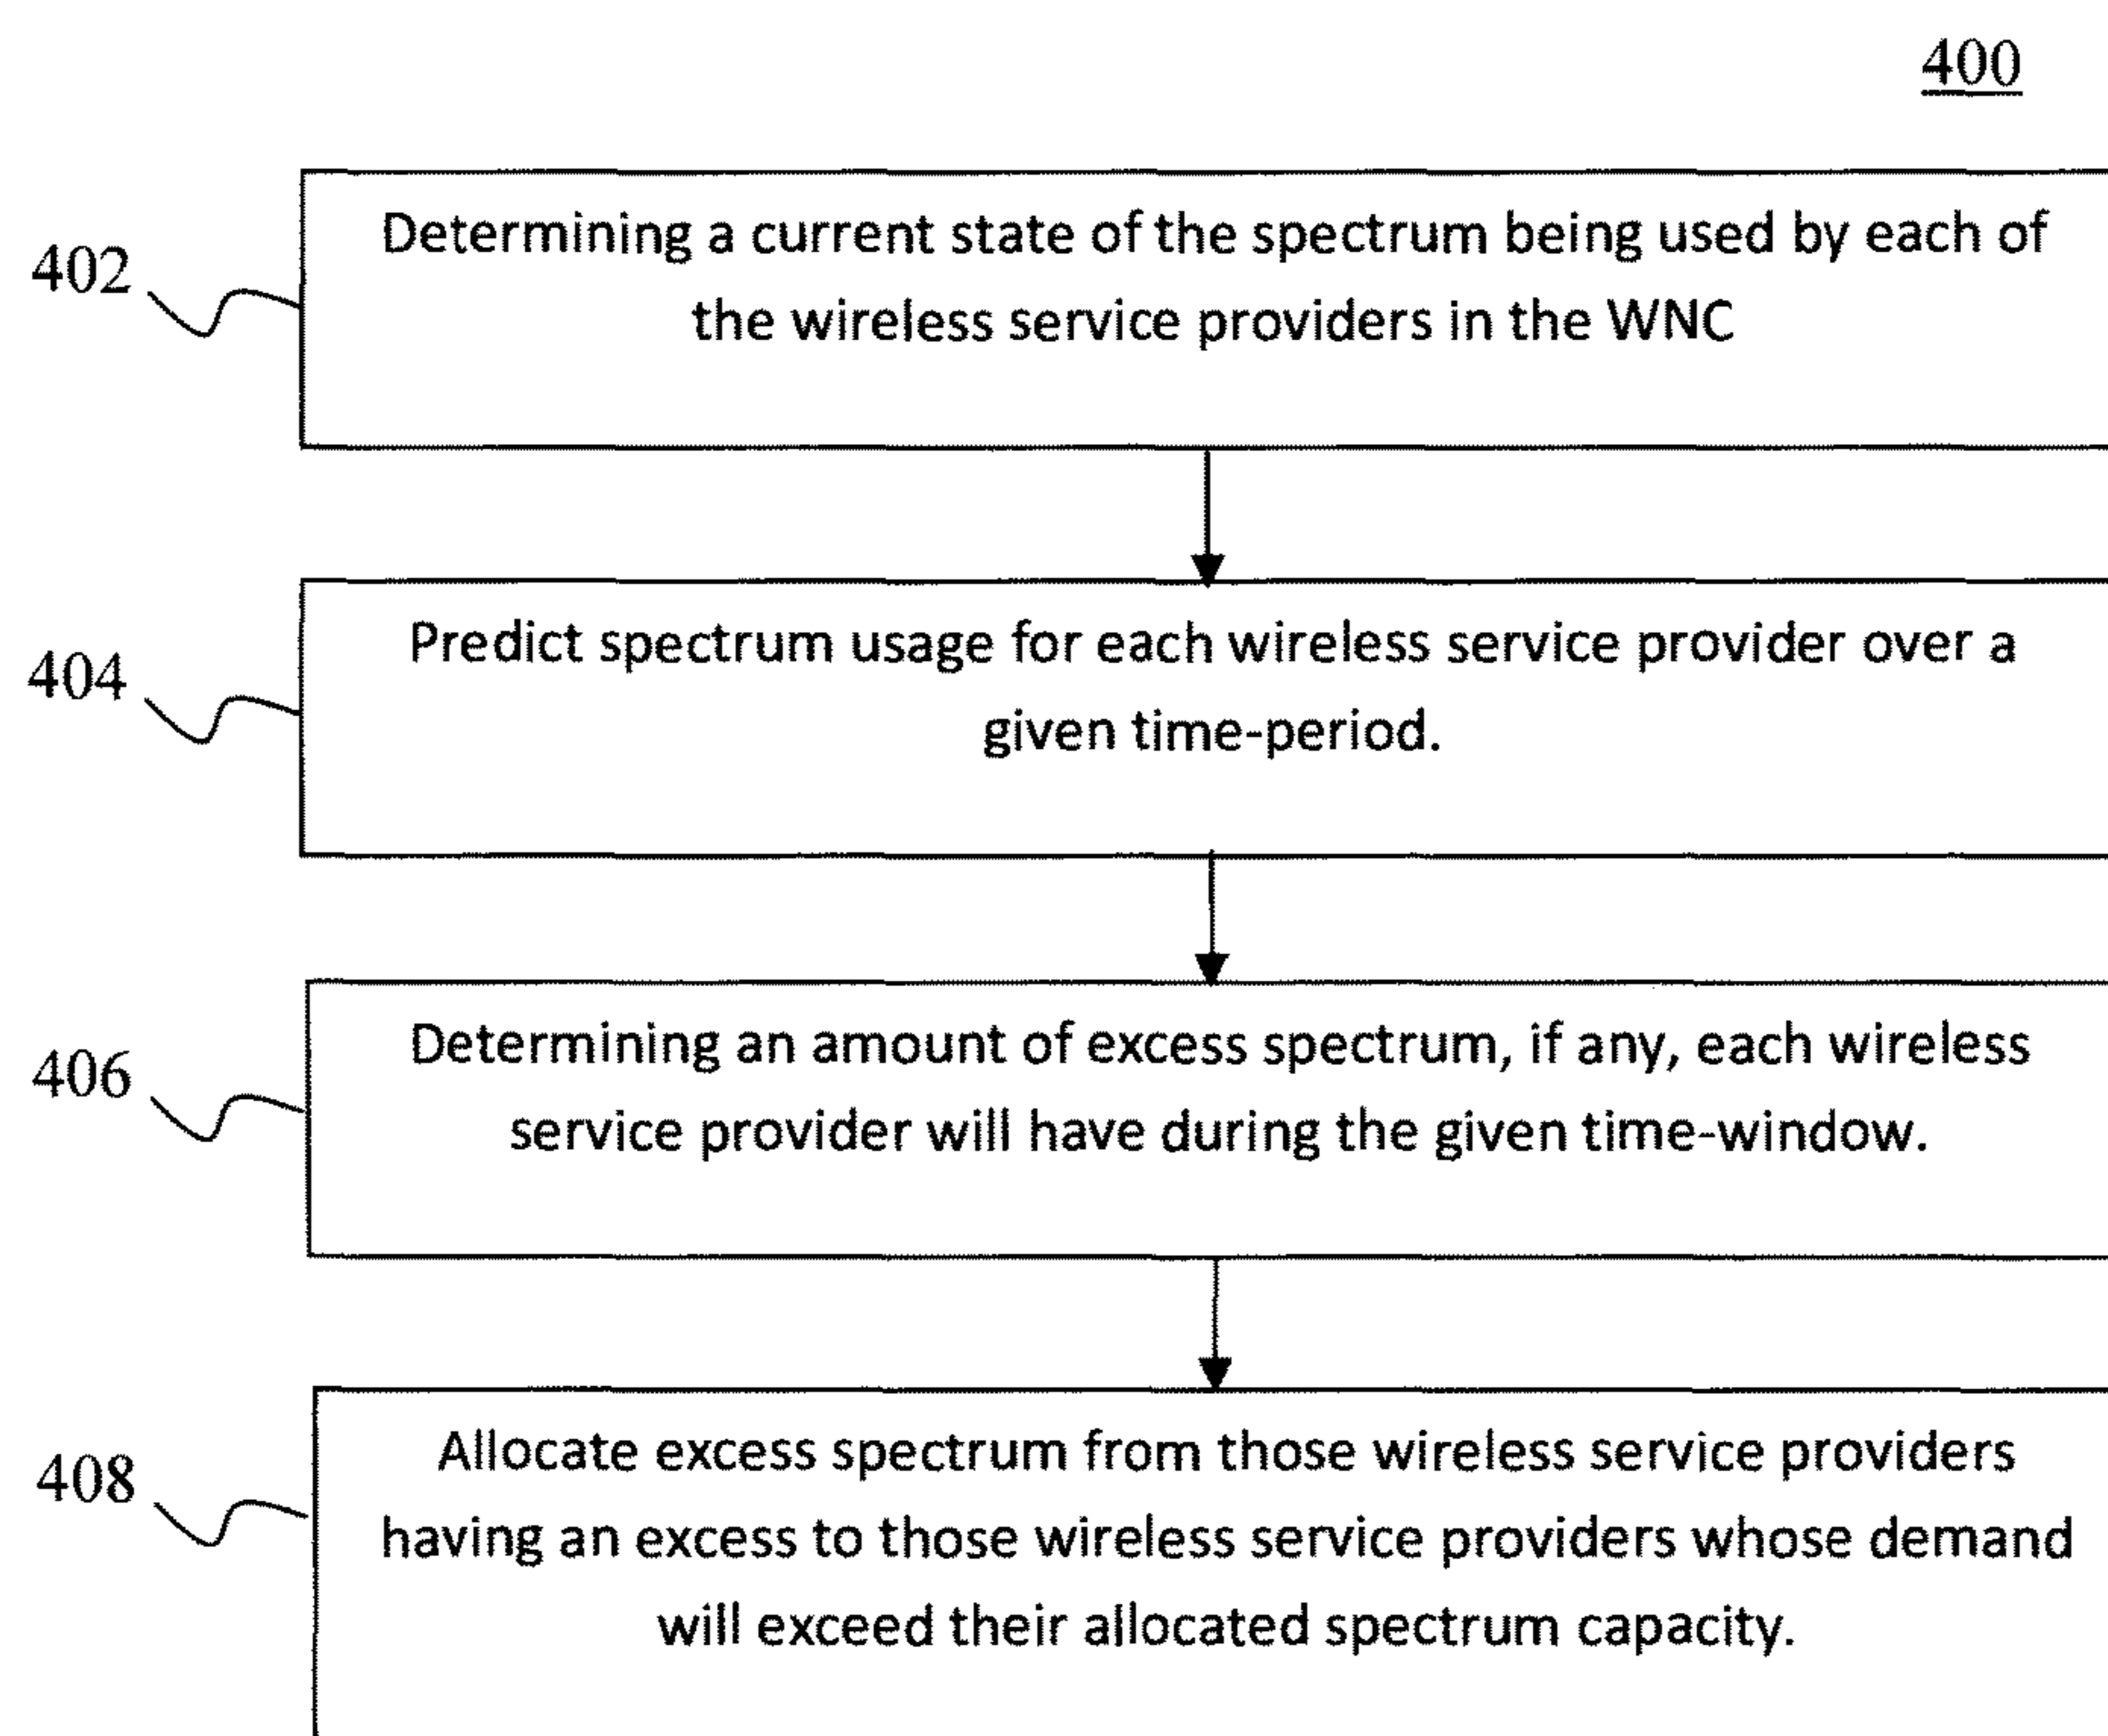 400
402
Determining a current state of the spectrum being used by each of
the wireless service providers in the WNC
404
Predict spectrum usage for each wireless service provider over a
given time-period.
406
Determining an amount of excess spectrum, if any, each wireless
service provider will have during the given time-window.
408
Allocate excess spectrum from those wireless service providers
having an excess to those wireless service providers whose demand
will exceed their allocated spectrum capacity.